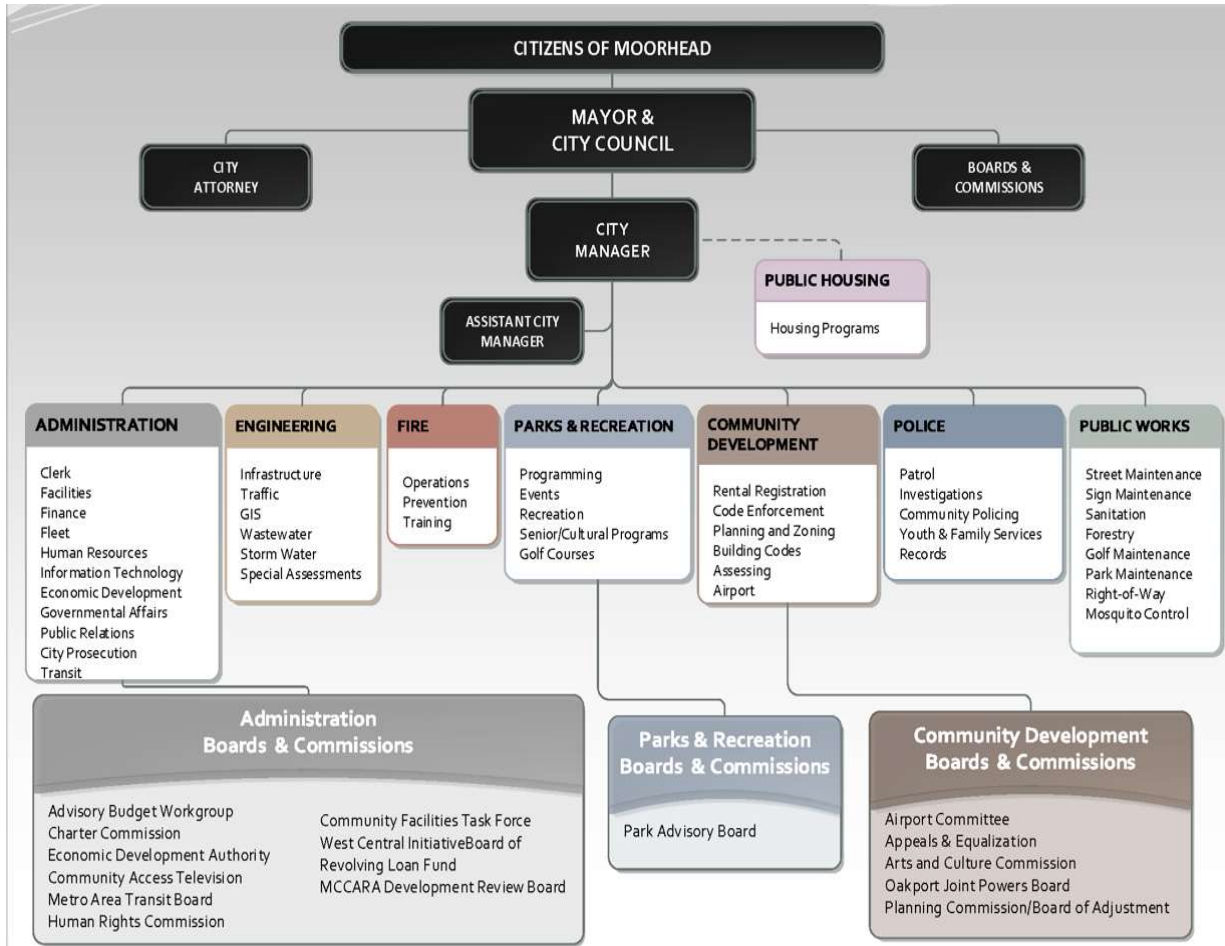 CITIZENS OF MOORHEAD
MAYOR &
CITY COUNCIL
CITY
ATTORNEY
BOARDS &
COMMISSIONS
CITY
MANAGER
PUBLIC HOUSING
Housing Programs
ASSISTANT CITY
MANAGER
ADMINISTRATION
Clerk
Facilities
Finance
Fleet
Human Resources
Information Technology
Economic Development
Governmental Affairs
Public Relations
City Prosecution
Transit
ENGINEERING
Infrastructure
Traffic
GIS
Wastewater
Storm Water
Special Assessments
FIRE
Operations
Prevention
Training
PARKS & RECREATION
Programming
Events
Recreation
Senior/Cultural Programs
Golf Courses
COMMUNITY
DEVELOPMENT
Rental Registration
Code Enforcement
Planning and Zoning
Building Codes
Assessing
Airport
POLICE
Patrol
Investigations
Community Policing
Youth & Family Services
Records
PUBLIC WORKS
Street Maintenance
Sign Maintenance
Sanitation
Forestry
Golf Maintenance
Park Maintenance
Right-of-Way
Mosquito Control
Administration
Boards & Commissions
Advisory Budget Workgroup
Charter Commission
Economic Development Authority
Community Access Television
Metro Area Transit Board
Human Rights Commission
Community Facilities Task Force
West Central InitiativeBoard of
Revolving Loan Fund
MCCARA Development Review Board
Parks & Recreation
Boards & Commissions
Park Advisory Board
Community Development
Boards & Commissions
Airport Committee
Appeals & Equalization
Arts and Culture Commission
Oakport Joint Powers Board
Planning Commission/Board of Adjustment